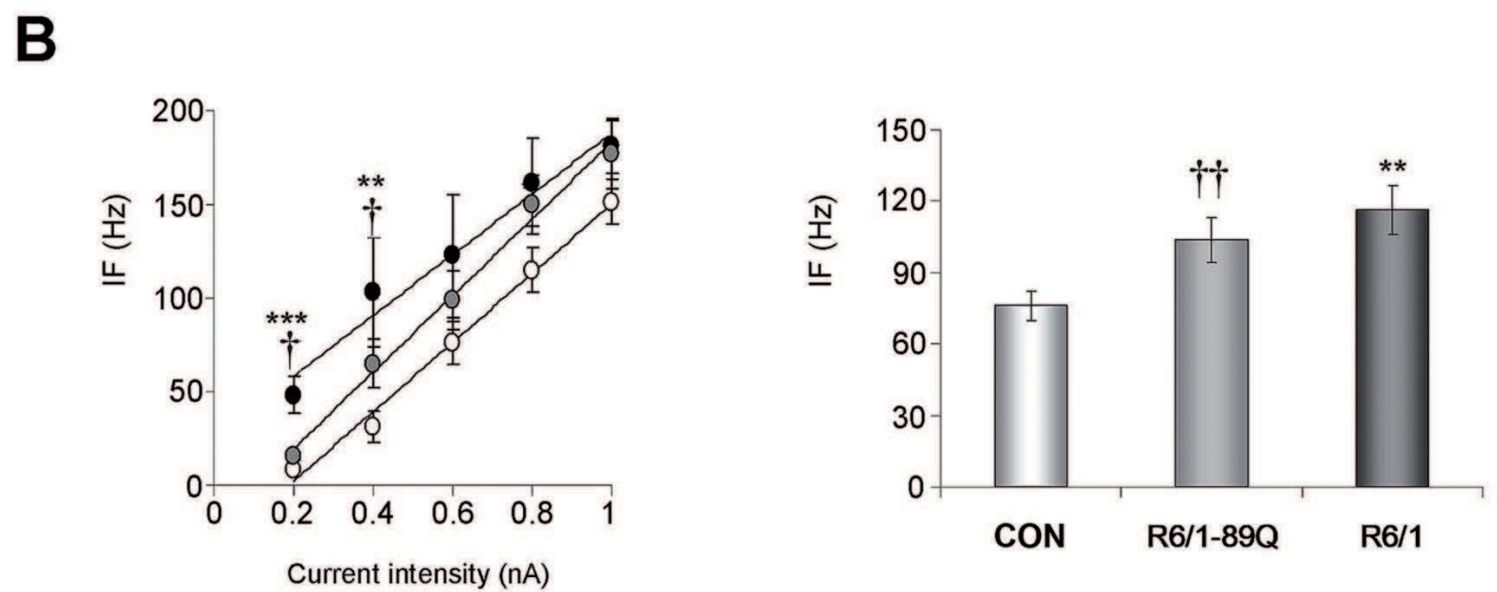 B
IF (Hz)
200
150
100
50
0
**
†
***
†
0 0.2 0.4 0.6 0.8 1
Current intensity (nA)
IF (Hz)
150
120
90
60
30
0
††
**
CON R6/1-89Q R6/1